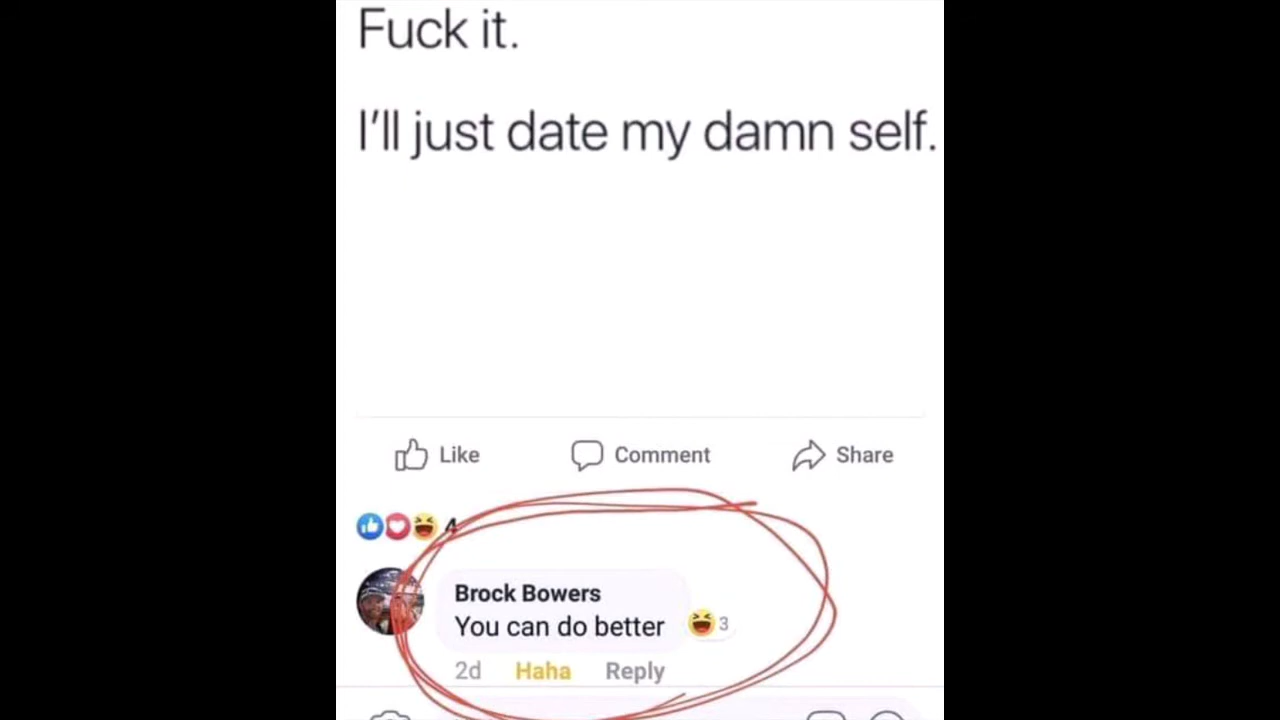 Fuck it.
I'll just date my damn self.
Like Comment Share
4
Brock Bowers
You can do better
3
2d Haha Reply